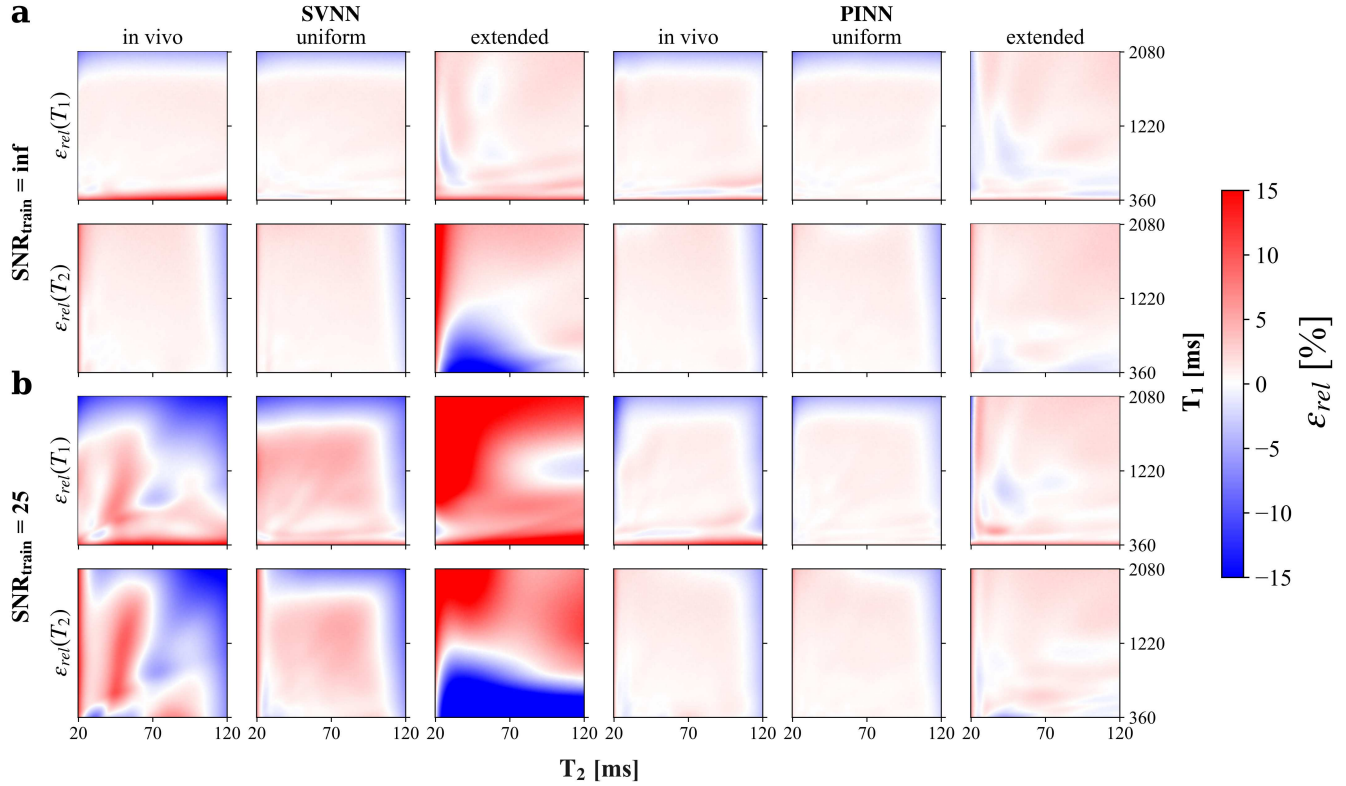 a
SVNN PINN
in vivo uniform extended in vivo uniform extended
SNRtrain = inf
εrel(T1)
2080
1220
360
εrel(T2)
2080
1220
360
b
SNRtrain = 25
εrel(T1)
2080
1220
360
εrel(T2)
2080
1220
360
20 70 120 20 70 120 20 70 120 20 70 120 20 70 120 20 70 120
T2 [ms]
T1 [ms]
15
10
5
0
−5
−10
−15
εrel [%]